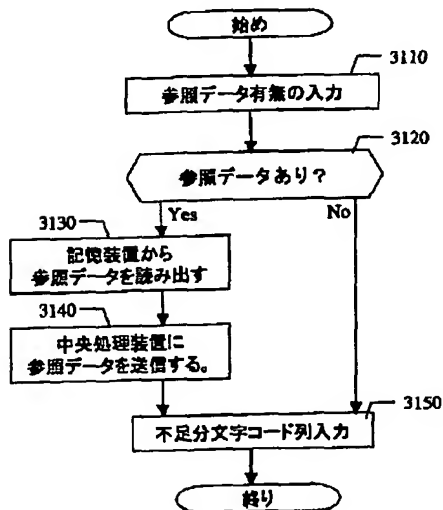 始め
3110
参照データ有無の入力
3120
参照データあり?
Yes
No
3130
記憶装置から
参照データを読み出す
3140
中央処理装置に
参照データを送信する。
3150
不足分文字コード列入力
終り